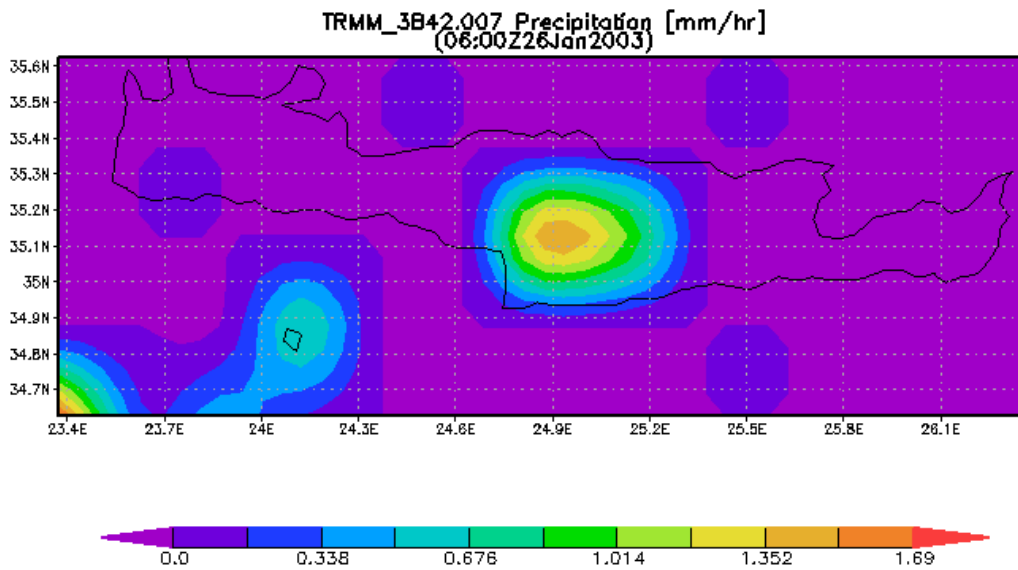 TRMM_3B42.007 Precipitation [mm/hr]
(06:00Z26Jan2003)
35.6N
35.5N
35.4N
35.3N
35.2N
35.1N
35N
34.9N
34.8N
34.7N
23.4E 23.7E 24E 24.3E 24.6E 24.9E 25.2E 25.5E 25.8E 26.1E
0.0 0.338 0.676 1.014 1.352 1.69